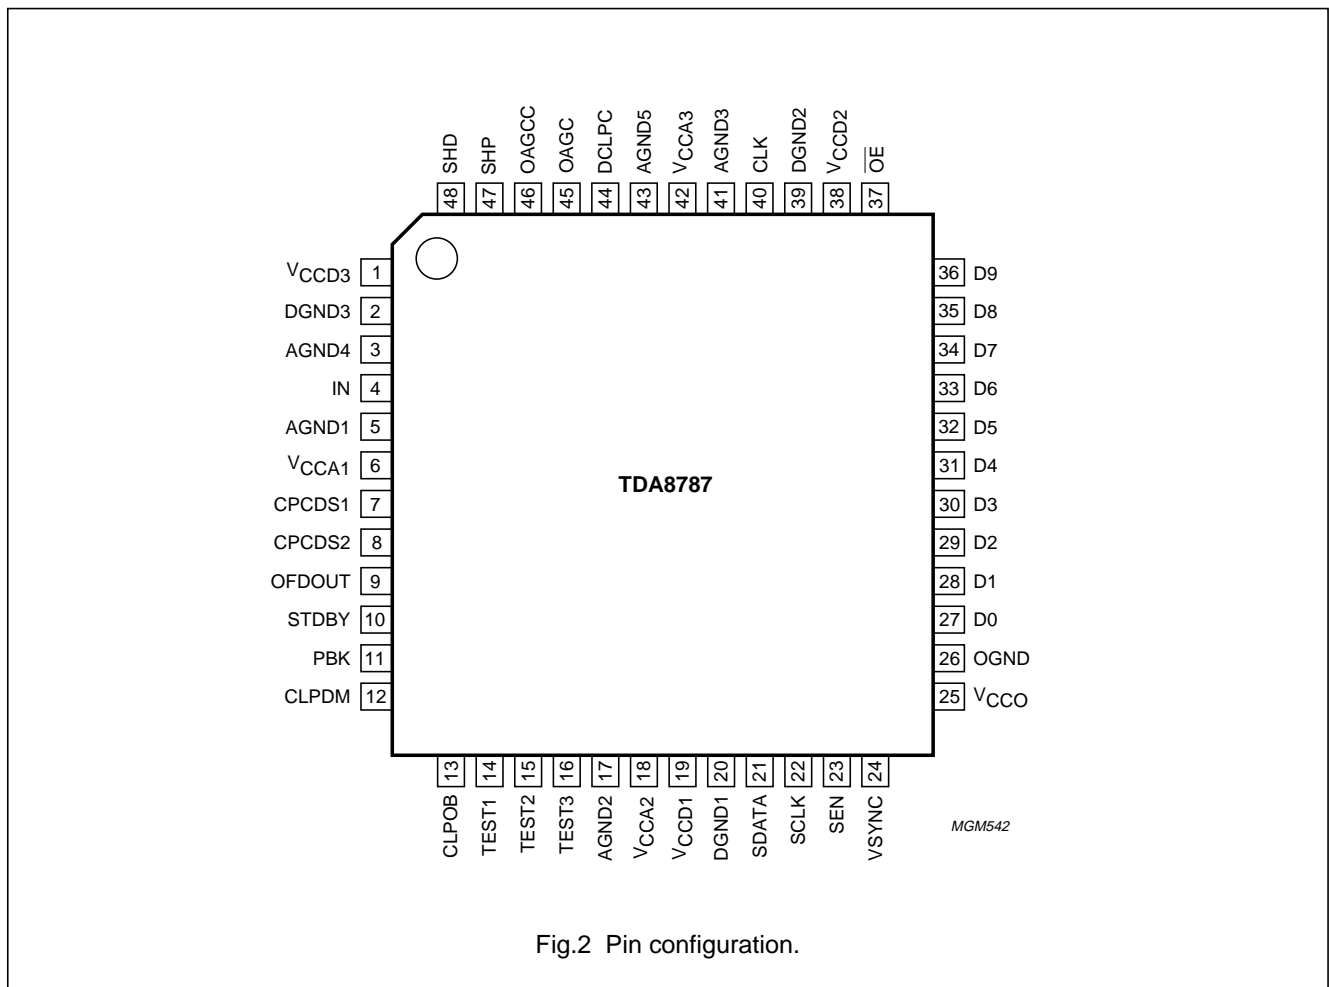 SHD
SHP
OAGCC
OAGC
DCLPC
AGND5
VCCA3
AGND3
CLK
DGND2
VCCD2
OE
48
47
46
45
44
43
42
41
40
39
38
37
VCCD3 1
DGND3 2
AGND4 3
IN 4
AGND1 5
VCCA1 6
CPCDS1 7
CPCDS2 8
OFDOUT 9
STDBY 10
PBK 11
CLPDM 12
TDA8787
36 D9
35 D8
34 D7
33 D6
32 D5
31 D4
30 D3
29 D2
28 D1
27 D0
26 OGND
25 VCCO
13
14
15
16
17
18
19
20
21
22
23
24
CLPOB
TEST1
TEST2
TEST3
AGND2
VCCA2
VCCD1
DGND1
SDATA
SCLK
SEN
VSYNC
MGM542
Fig.2 Pin configuration.